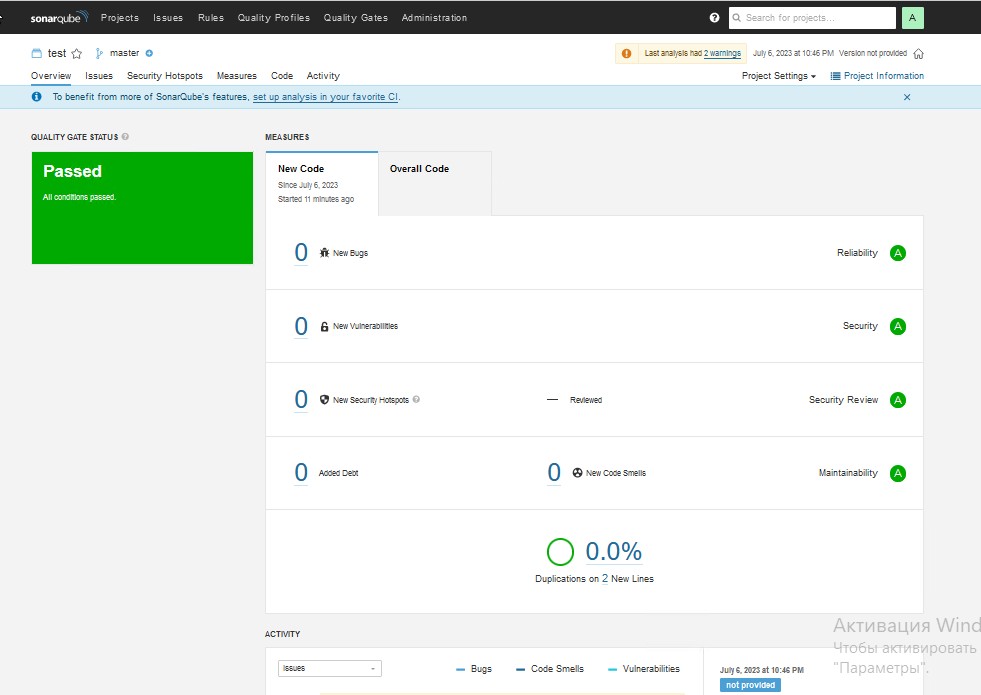 sonarqube Projects Issues Rules Quality Profiles Quality Gates Administration Search for projects... A
test master Last analysis had 2 warnings July 6, 2023 at 10:46 PM Version not provided
Overview Issues Security Hotspots Measures Code Activity Project Settings Project Information
To benefit from more of SonarQube's features, set up analysis in your favorite CI.
QUALITY GATE STATUS MEASURES
Passed
All conditions passed.
New Code
Since July 6, 2023
Started 11 minutes ago
Overall Code
0 New Bugs Reliability A
0 New Vulnerabilities Security A
0 New Security Hotspots — Reviewed Security Review A
0 Added Debt 0 New Code Smells Maintainability A
0.0%
Duplications on 2 New Lines
Активация Wind
Чтобы активировать
"Параметры".
ACTIVITY
Issues Bugs Code Smells Vulnerabilities
July 6, 2023 at 10:46 PM
not provided